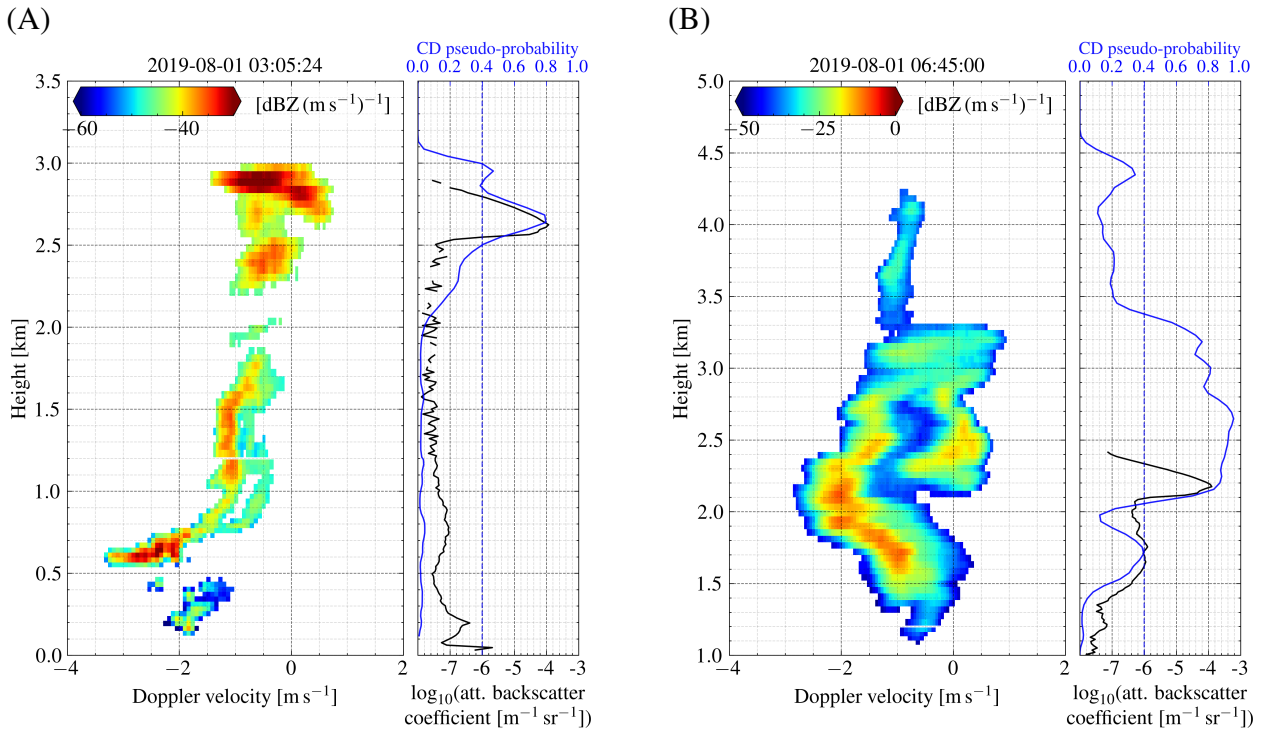 (A)
CD pseudo-probability
2019-08-01 03:05:24
0.0 0.2 0.4 0.6 0.8 1.0
3.5
[dBZ (m s⁻¹)⁻¹]
−60 −40
3.0
2.5
2.0
1.5
1.0
0.5
0.0
Height [km]
−4 −2 0 2
Doppler velocity [m s⁻¹]
-7 -6 -5 -4 -3
log₁₀(att. backscatter
coefficient [m⁻¹ sr⁻¹])
(B)
CD pseudo-probability
2019-08-01 06:45:00
0.0 0.2 0.4 0.6 0.8 1.0
5.0
[dBZ (m s⁻¹)⁻¹]
−50 −25 0
4.5
4.0
3.5
3.0
2.5
2.0
1.5
1.0
Height [km]
−4 −2 0 2
Doppler velocity [m s⁻¹]
-7 -6 -5 -4 -3
log₁₀(att. backscatter
coefficient [m⁻¹ sr⁻¹])